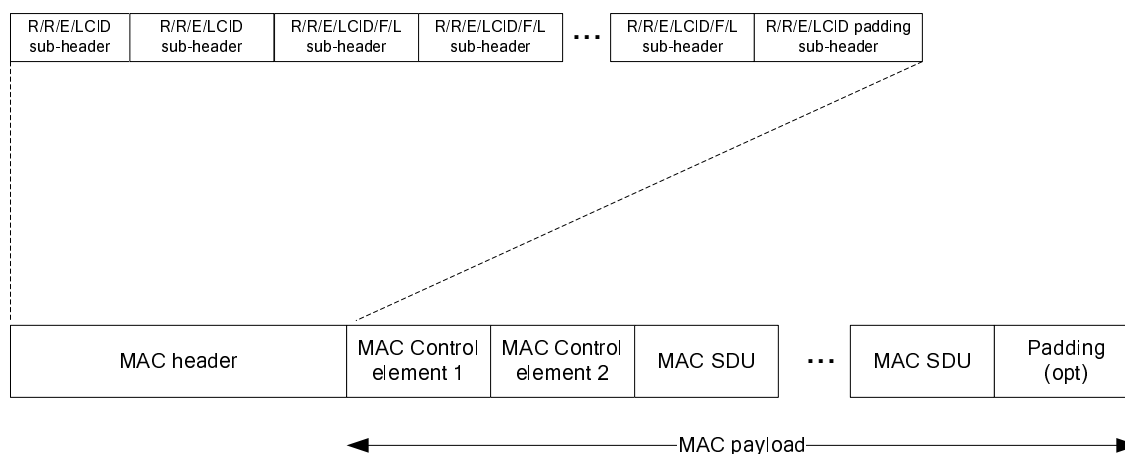 R/R/E/LCID
sub-header
R/R/E/LCID
sub-header
R/R/E/LCID/F/L
sub-header
R/R/E/LCID/F/L
sub-header
...
R/R/E/LCID/F/L
sub-header
R/R/E/LCID padding
sub-header
MAC header
MAC Control
element 1
MAC Control
element 2
MAC SDU
...
MAC SDU
Padding
(opt)
MAC payload